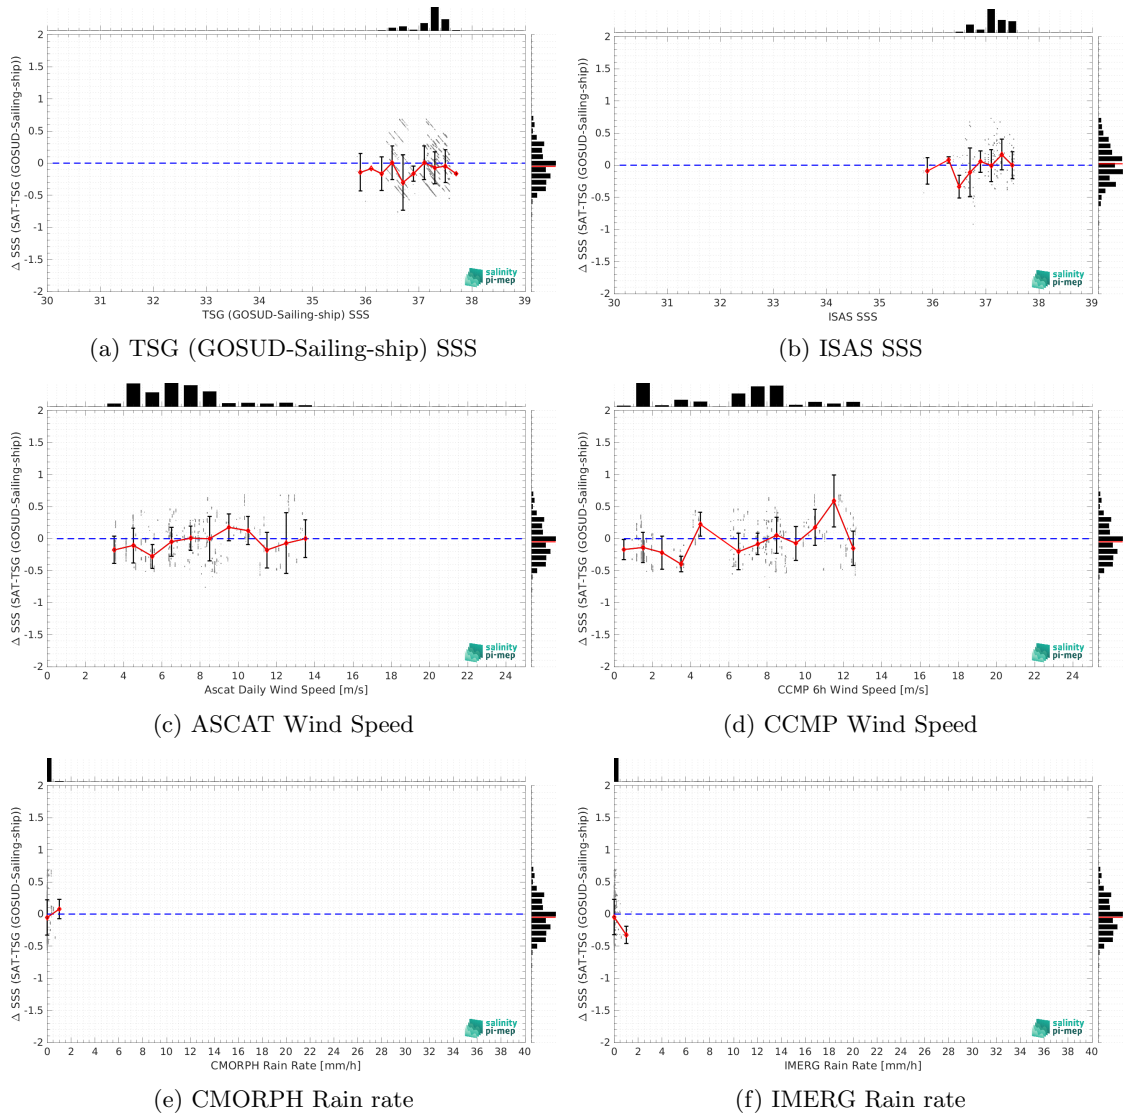 Δ SSS (SAT-TSG (GOSUD-Sailing-ship))
2
1.5
1
0.5
0
-0.5
-1
-1.5
-2
30 31 32 33 34 35 36 37 38 39
TSG (GOSUD-Sailing-ship) SSS
salinity
pi-mep
(a) TSG (GOSUD-Sailing-ship) SSS
Δ SSS (SAT-TSG (GOSUD-Sailing-ship))
2
1.5
1
0.5
0
-0.5
-1
-1.5
-2
30 31 32 33 34 35 36 37 38 39
ISAS SSS
salinity
pi-mep
(b) ISAS SSS
Δ SSS (SAT-TSG (GOSUD-Sailing-ship))
2
1.5
1
0.5
0
-0.5
-1
-1.5
-2
0 2 4 6 8 10 12 14 16 18 20 22 24
Ascat Daily Wind Speed [m/s]
salinity
pi-mep
(c) ASCAT Wind Speed
Δ SSS (SAT-TSG (GOSUD-Sailing-ship))
2
1.5
1
0.5
0
-0.5
-1
-1.5
-2
0 2 4 6 8 10 12 14 16 18 20 22 24
CCMP 6h Wind Speed [m/s]
salinity
pi-mep
(d) CCMP Wind Speed
Δ SSS (SAT-TSG (GOSUD-Sailing-ship))
2
1.5
1
0.5
0
-0.5
-1
-1.5
-2
0 2 4 6 8 10 12 14 16 18 20 22 24 26 28 30 32 34 36 38 40
CMORPH Rain Rate [mm/h]
salinity
pi-mep
(e) CMORPH Rain rate
Δ SSS (SAT-TSG (GOSUD-Sailing-ship))
2
1.5
1
0.5
0
-0.5
-1
-1.5
-2
0 2 4 6 8 10 12 14 16 18 20 22 24 26 28 30 32 34 36 38 40
IMERG Rain Rate [mm/h]
salinity
pi-mep
(f) IMERG Rain rate